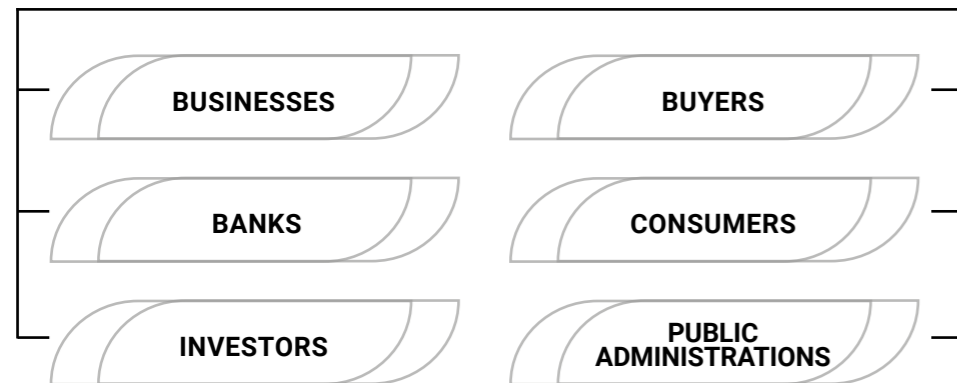 BUSINESSES
BUYERS
BANKS
CONSUMERS
INVESTORS
PUBLIC
ADMINISTRATIONS